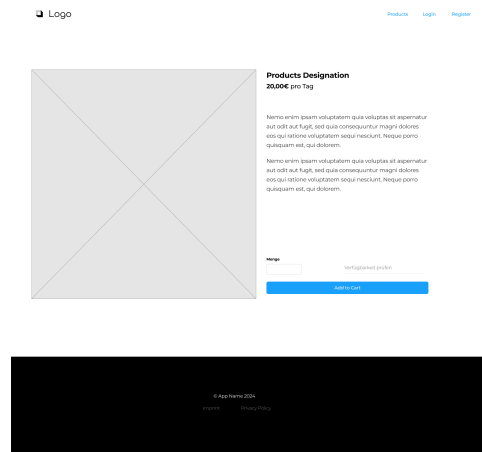 Logo
Products Login Register
Products Designation
20,00€ pro Tag
Nemo enim ipsam voluptatem quia voluptas sit aspernatur
aut odit aut fugit, sed quia consequuntur magni dolores
eos qui ratione voluptatem sequi nesciunt. Neque porro
quisquam est, qui dolorem.
Nemo enim ipsam voluptatem quia voluptas sit aspernatur
aut odit aut fugit, sed quia consequuntur magni dolores
eos qui ratione voluptatem sequi nesciunt. Neque porro
quisquam est, qui dolorem.
Menge
Verfügbarkeit prüfen
Add to Cart
© App Name 2024
Imprint Privacy Policy